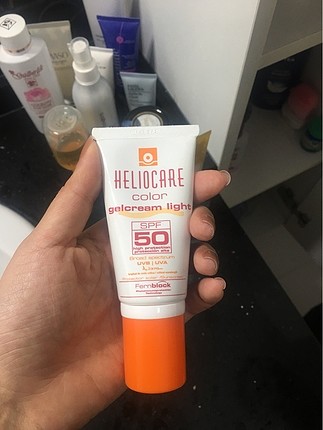 HELIOCARE
color
gelcream light
SPF
50
high protection
Broad spectrum
UVB | UVA
Fernblock